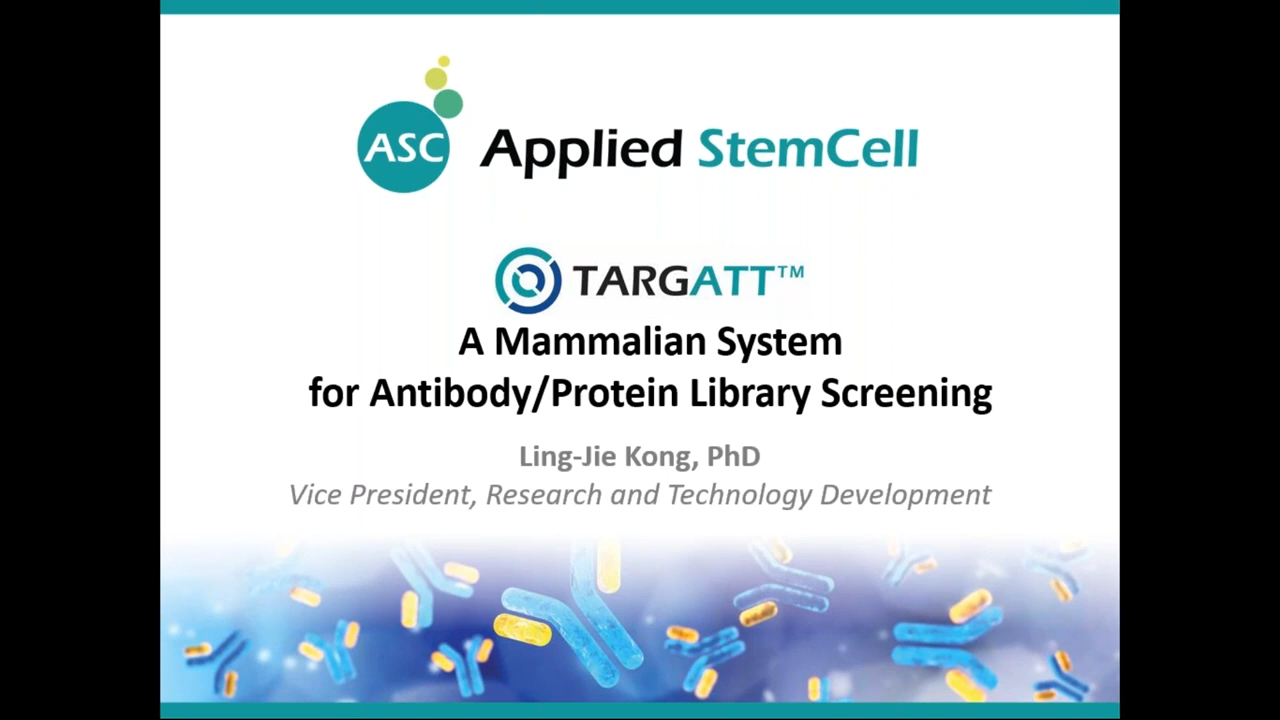 ASC Applied StemCell
TARGATT™
A Mammalian System
for Antibody/Protein Library Screening
Ling-Jie Kong, PhD
Vice President, Research and Technology Development